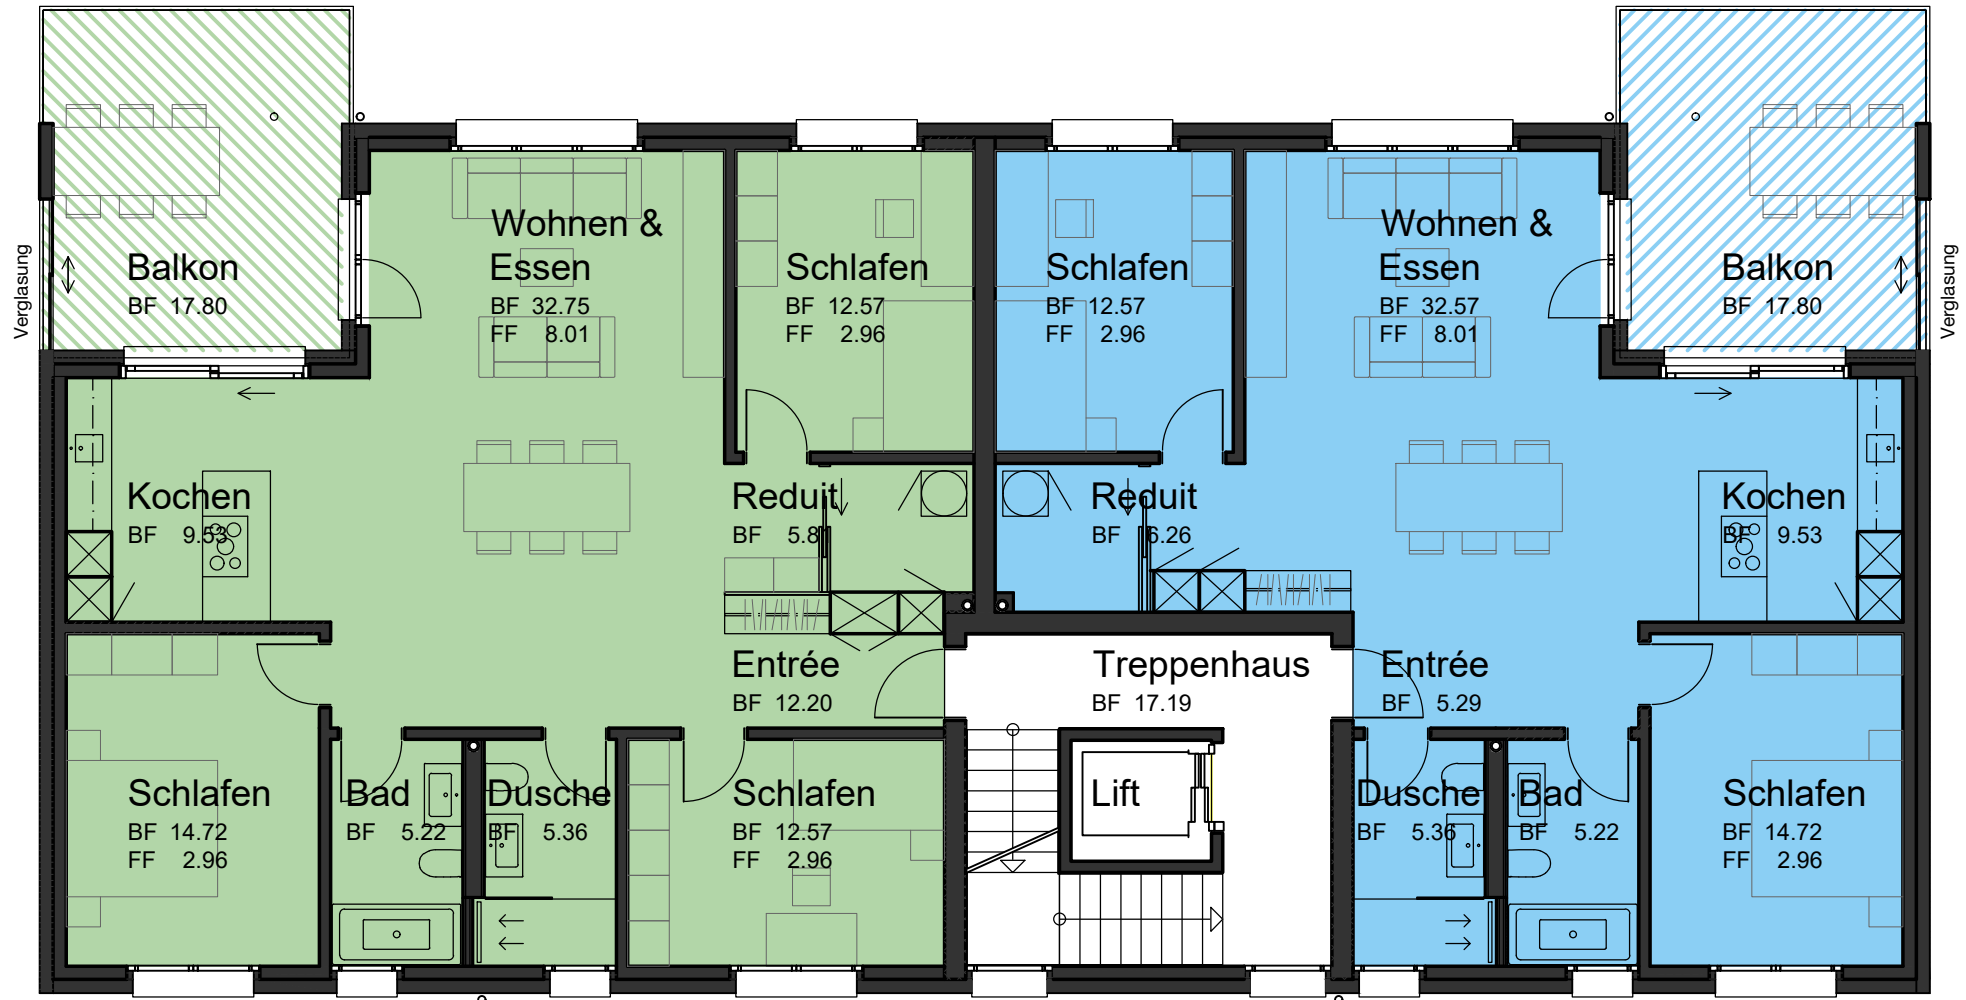 Verglasung
Balkon
BF 17.80
Wohnen &
Essen
BF 32.75
FF 8.01
Schlafen
BF 12.57
FF 2.96
Schlafen
BF 12.57
FF 2.96
Wohnen &
Essen
BF 32.57
FF 8.01
Balkon
BF 17.80
Verglasung
Kochen
BF 9.53
Reduit
BF 5.8
Reduit
BF 6.26
Kochen
BF 9.53
Entrée
BF 12.20
Treppenhaus
BF 17.19
Entrée
BF 5.29
Schlafen
BF 14.72
FF 2.96
Bad
BF 5.22
Dusche
BF 5.36
Schlafen
BF 12.57
FF 2.96
Lift
Dusche
BF 5.36
Bad
BF 5.22
Schlafen
BF 14.72
FF 2.96